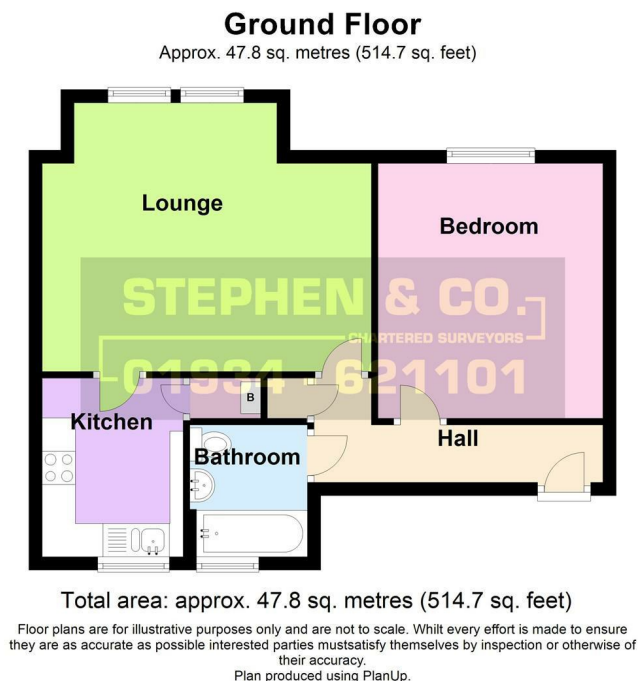 Ground Floor
Approx. 47.8 sq. metres (514.7 sq. feet)
Lounge
Bedroom
STEPHEN & CO.
CHARTERED SURVEYORS
01934 621101
B
Kitchen
Hall
Bathroom
Total area: approx. 47.8 sq. metres (514.7 sq. feet)
Floor plans are for illustrative purposes only and are not to scale. Whilt every effort is made to ensure
they are as accurate as possible interested parties mustsatisfy themselves by inspection or otherwise of
their accuracy.
Plan produced using PlanUp.